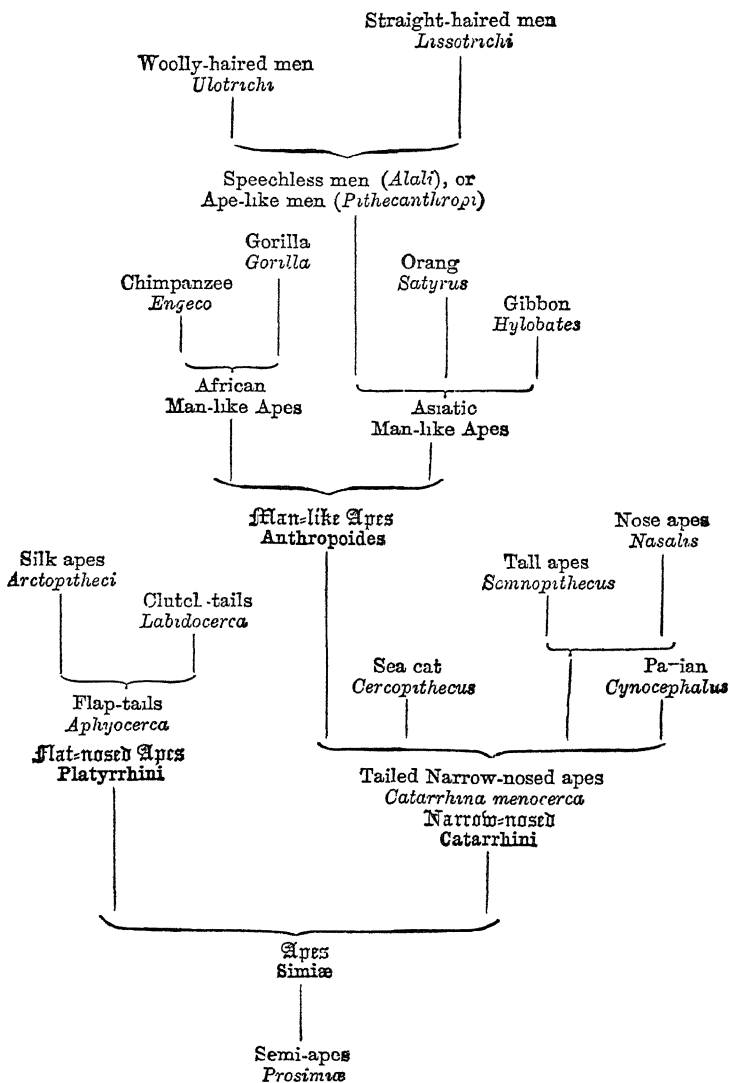 Straight-haired men
Lissotrichi
Woolly-haired men
Ulotrichi
Speechless men (Alali), or
Ape-like men (Pithecanthropi)
Gorilla
Gorilla
Chimpanzee
Engeco
Orang
Satyrus
Gibbon
Hylobates
African
Man-like Apes
Asiatic
Man-like Apes
Man-like Apes
Anthropoides
Nose apes
Nasalis
Tall apes
Semnopithecus
Silk apes
Arctopitheci
Clutch-tails
Labidocerca
Sea cat
Cercopithecus
Pa-ian
Cynocephalus
Flap-tails
Aphyocerca
Flat-nosed Apes
Platyrrhini
Tailed Narrow-nosed apes
Catarrhina menocerca
Narrow-nosed
Catarrhini
Apes
Simiæ
Semi-apes
Prosimiæ